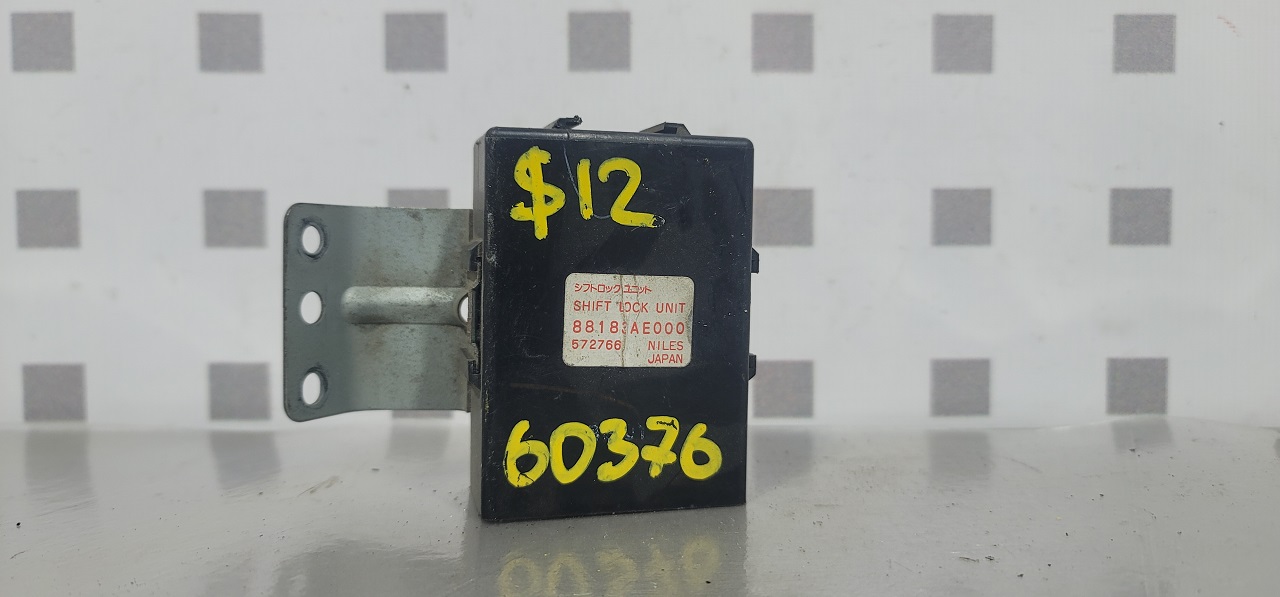 $12
シフトロック ユニット
SHIFT LOCK UNIT
88183AE000
572766 NILES
JAPAN
60376